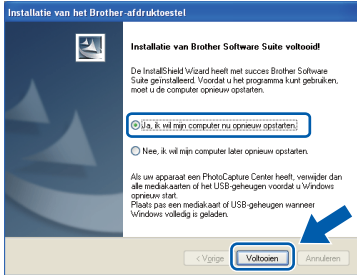 Installatie van het Brother-afdruktoestel
Installatie van Brother Software Suite voltooid!
De InstallShield Wizard heeft met succes Brother Software
Suite geïnstalleerd. Voordat u het programma kunt gebruiken,
moet u de computer opnieuw opstarten.
Ja, ik wil mijn computer nu opnieuw opstarten.
Nee, ik wil mijn computer later opnieuw opstarten.
Als uw apparaat een PhotoCapture Center heeft, verwijder dan
alle mediakaarten of het USB-geheugen voordat u Windows
opnieuw start.
Plaats pas een mediakaart of USB-geheugen wanneer
Windows volledig is geladen.
< Vorige
Voltooien
Annuleren